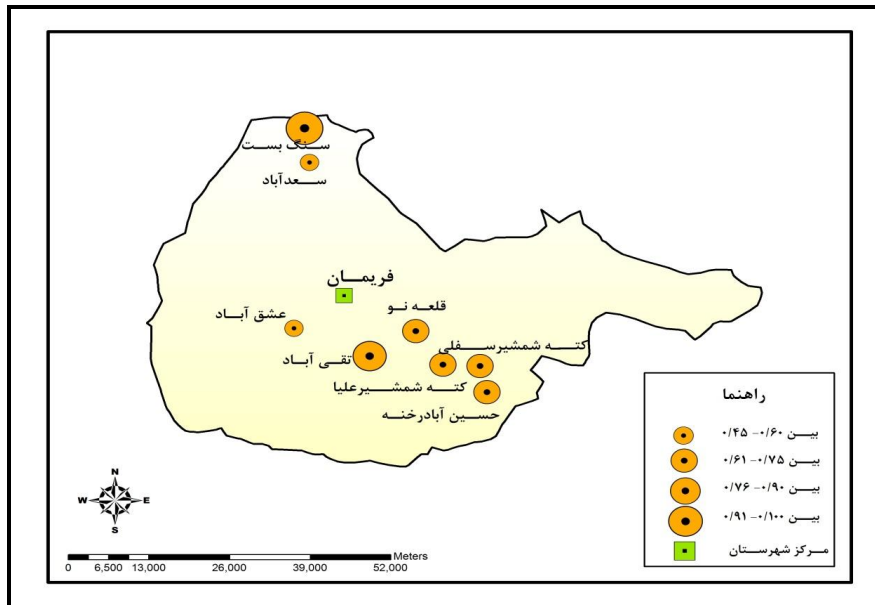 سنگ بست
سعدآباد
فریمان
قلعه نو
عشق آباد
کته شمشیرسفلی
تقی آباد
کته شمشیرعلیا
حسین آبادرخنه
راهنما
بین ۰/۶۰-۰/۴۵
بین ۰/۷۵-۰/۶۱
بین ۰/۹۰-۰/۷۶
بین ۰/۱۰۰-۰/۹۱
مرکز شهرستان
N
W E
S
Meters
0 6,500 13,000 26,000 39,000 52,000